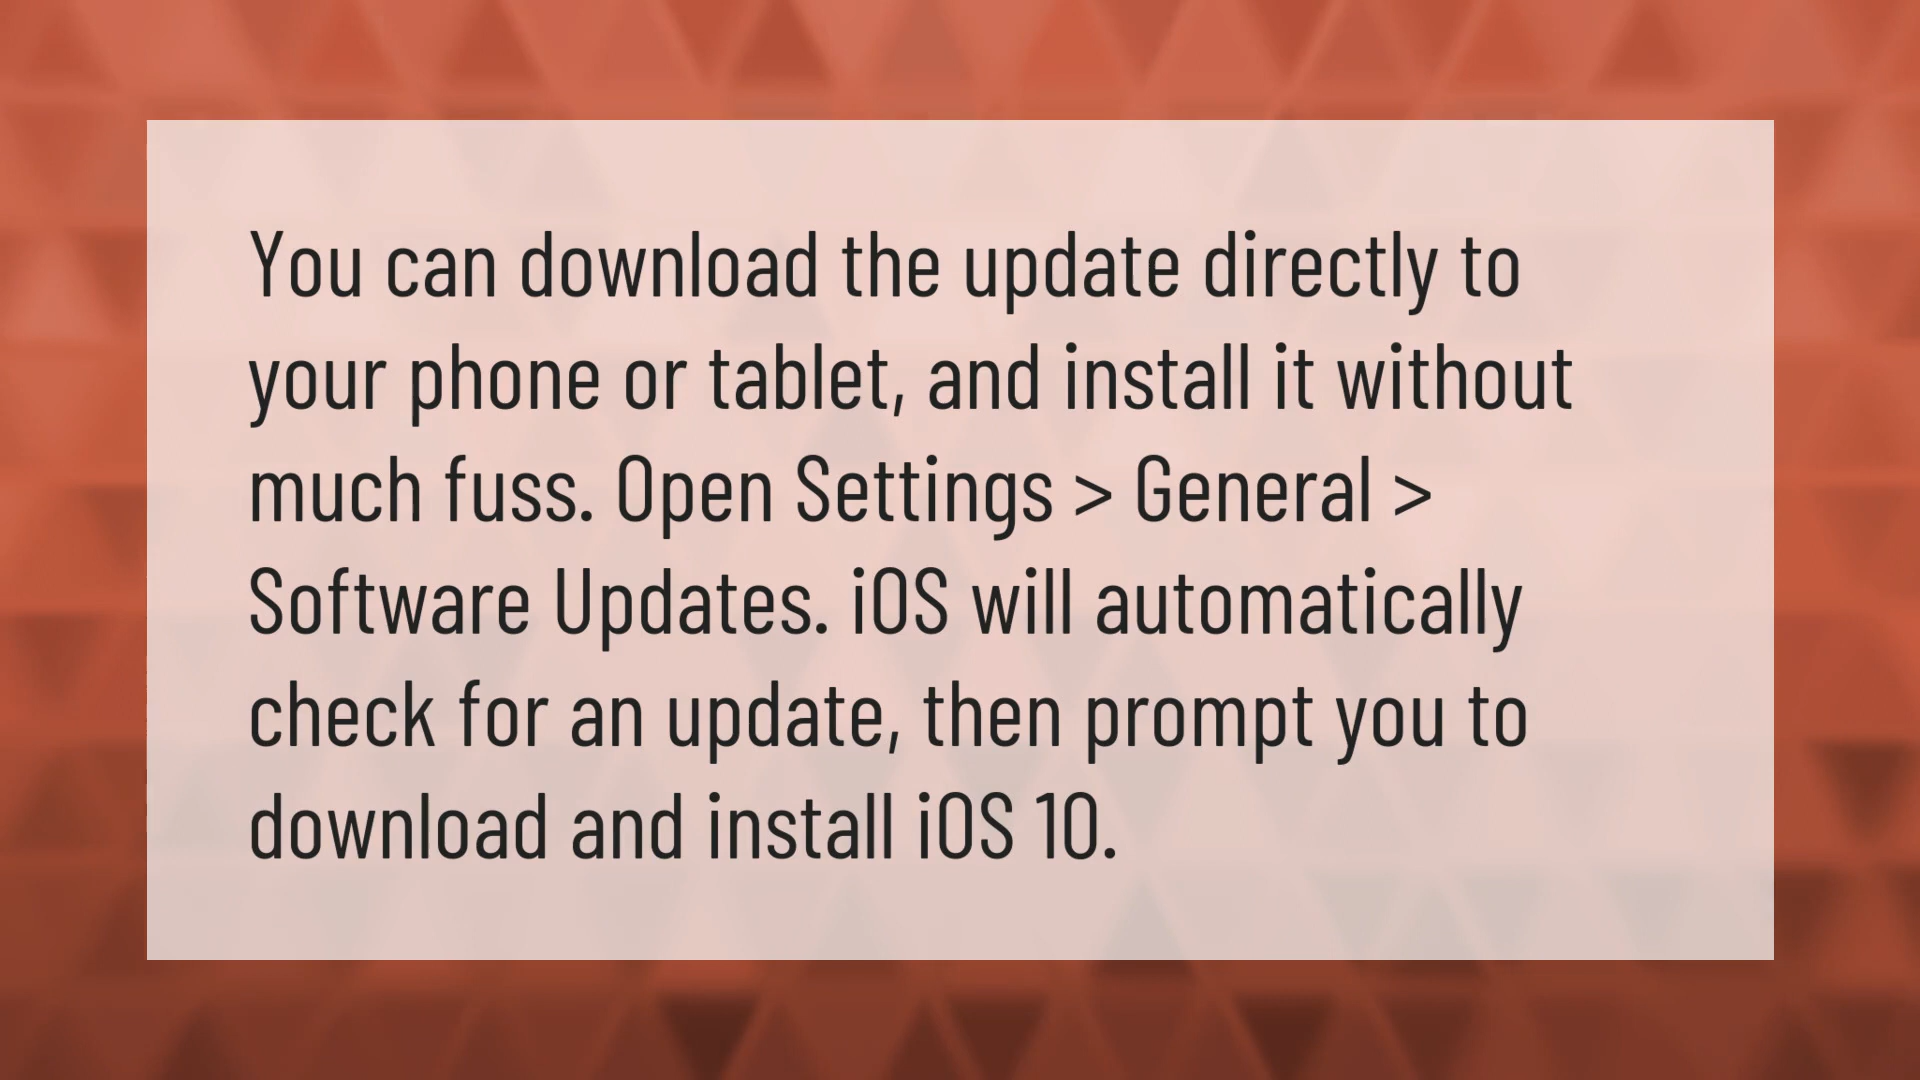 You can download the update directly to
your phone or tablet, and install it without
much fuss. Open Settings > General >
Software Updates. iOS will automatically
check for an update, then prompt you to
download and install iOS 10.